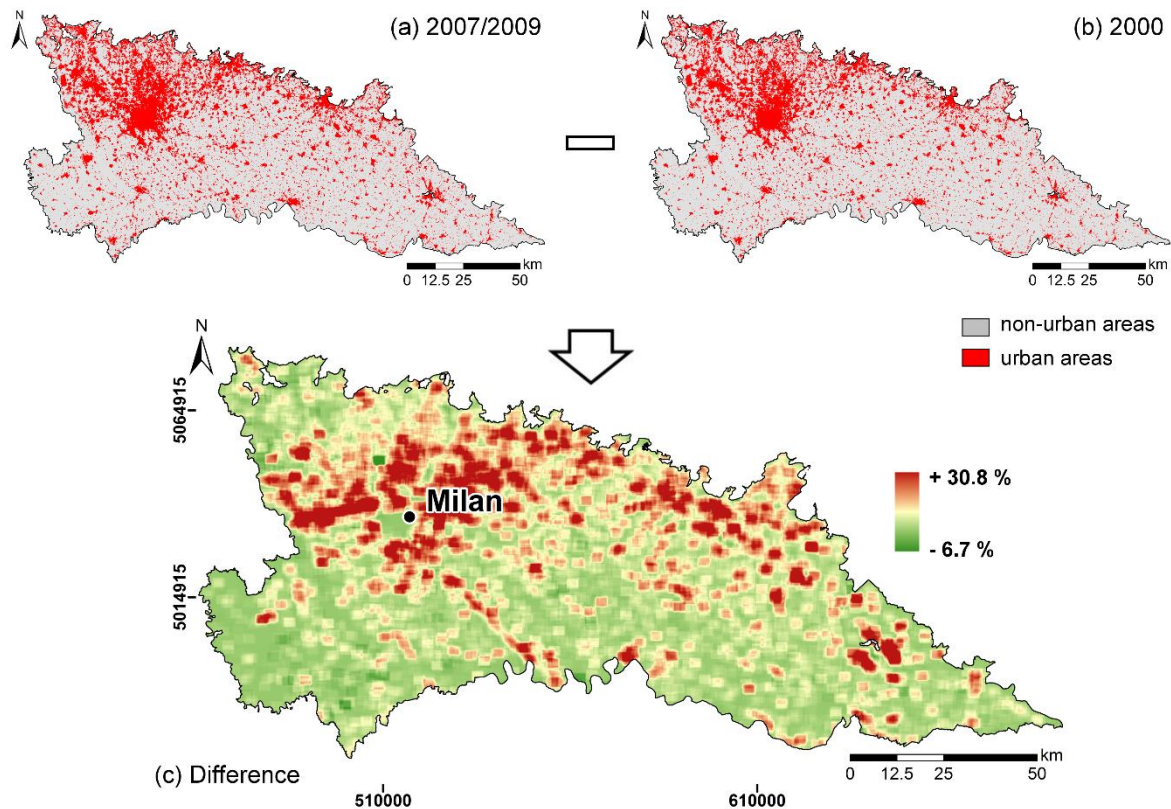 N
(a) 2007/2009
km
0 12.5 25 50
N
(b) 2000
km
0 12.5 25 50
non-urban areas
urban areas
N
5064915
5014915
Milan
+ 30.8 %
- 6.7 %
km
0 12.5 25 50
(c) Difference
510000
610000